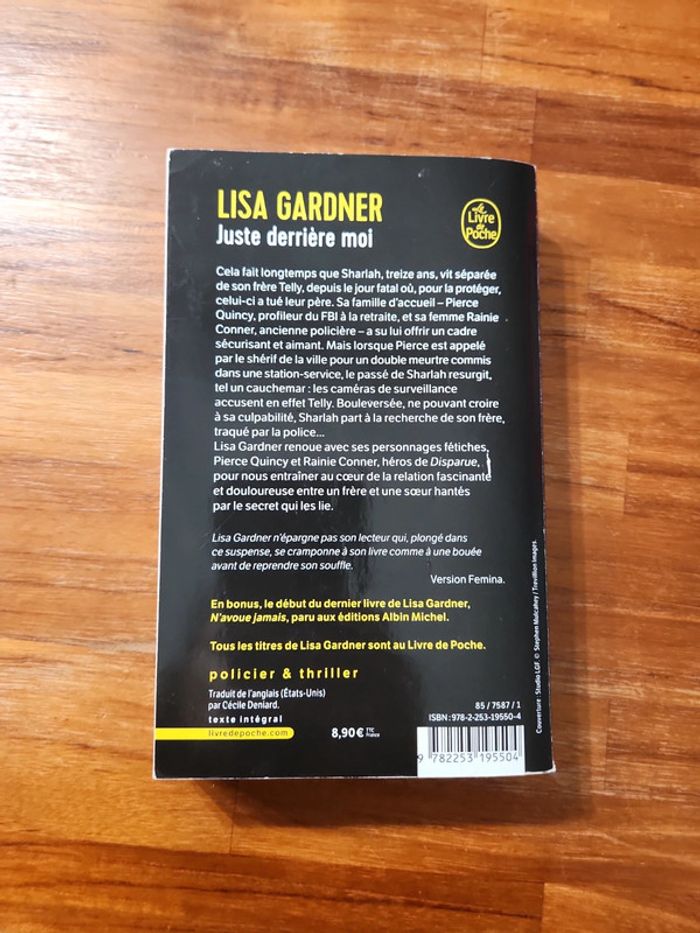 LISA GARDNER
Juste derrière moi
Le
Livre
de
Poche
Cela fait longtemps que Sharlah, treize ans, vit séparée
de son frère Telly, depuis le jour fatal où, pour la protéger,
celui-ci a tué leur père. Sa famille d'accueil – Pierce
Quincy, profileur du FBI à la retraite, et sa femme Rainie
Conner, ancienne policière – a su lui offrir un cadre
sécurisant et aimant. Mais lorsque Pierce est appelé
par le shérif de la ville pour un double meurtre commis
dans une station-service, le passé de Sharlah resurgit,
tel un cauchemar : les caméras de surveillance
accusent en effet Telly. Bouleversée, ne pouvant croire
à sa culpabilité, Sharlah part à la recherche de son frère,
traqué par la police...
Lisa Gardner renoue avec ses personnages fétiches,
Pierce Quincy et Rainie Conner, héros de Disparue,
pour nous entraîner au cœur de la relation fascinante
et douloureuse entre un frère et une sœur hantés
par le secret qui les lie.
Lisa Gardner n'épargne pas son lecteur qui, plongé dans
ce suspense, se cramponne à son livre comme à une bouée
avant de reprendre son souffle.
Version Femina.
En bonus, le début du dernier livre de Lisa Gardner,
N'avoue jamais, paru aux éditions Albin Michel.
Tous les titres de Lisa Gardner sont au Livre de Poche.
policier & thriller
Traduit de l'anglais (États-Unis)
par Cécile Deniard.
texte intégral
livredepoche.com
8,90 € TTC
France
85 / 7587 / 1
ISBN : 978-2-253-19550-4
9 782253 195504
Couverture : Studio LGF. © Stephen Mulcahey / Trevillion Images.